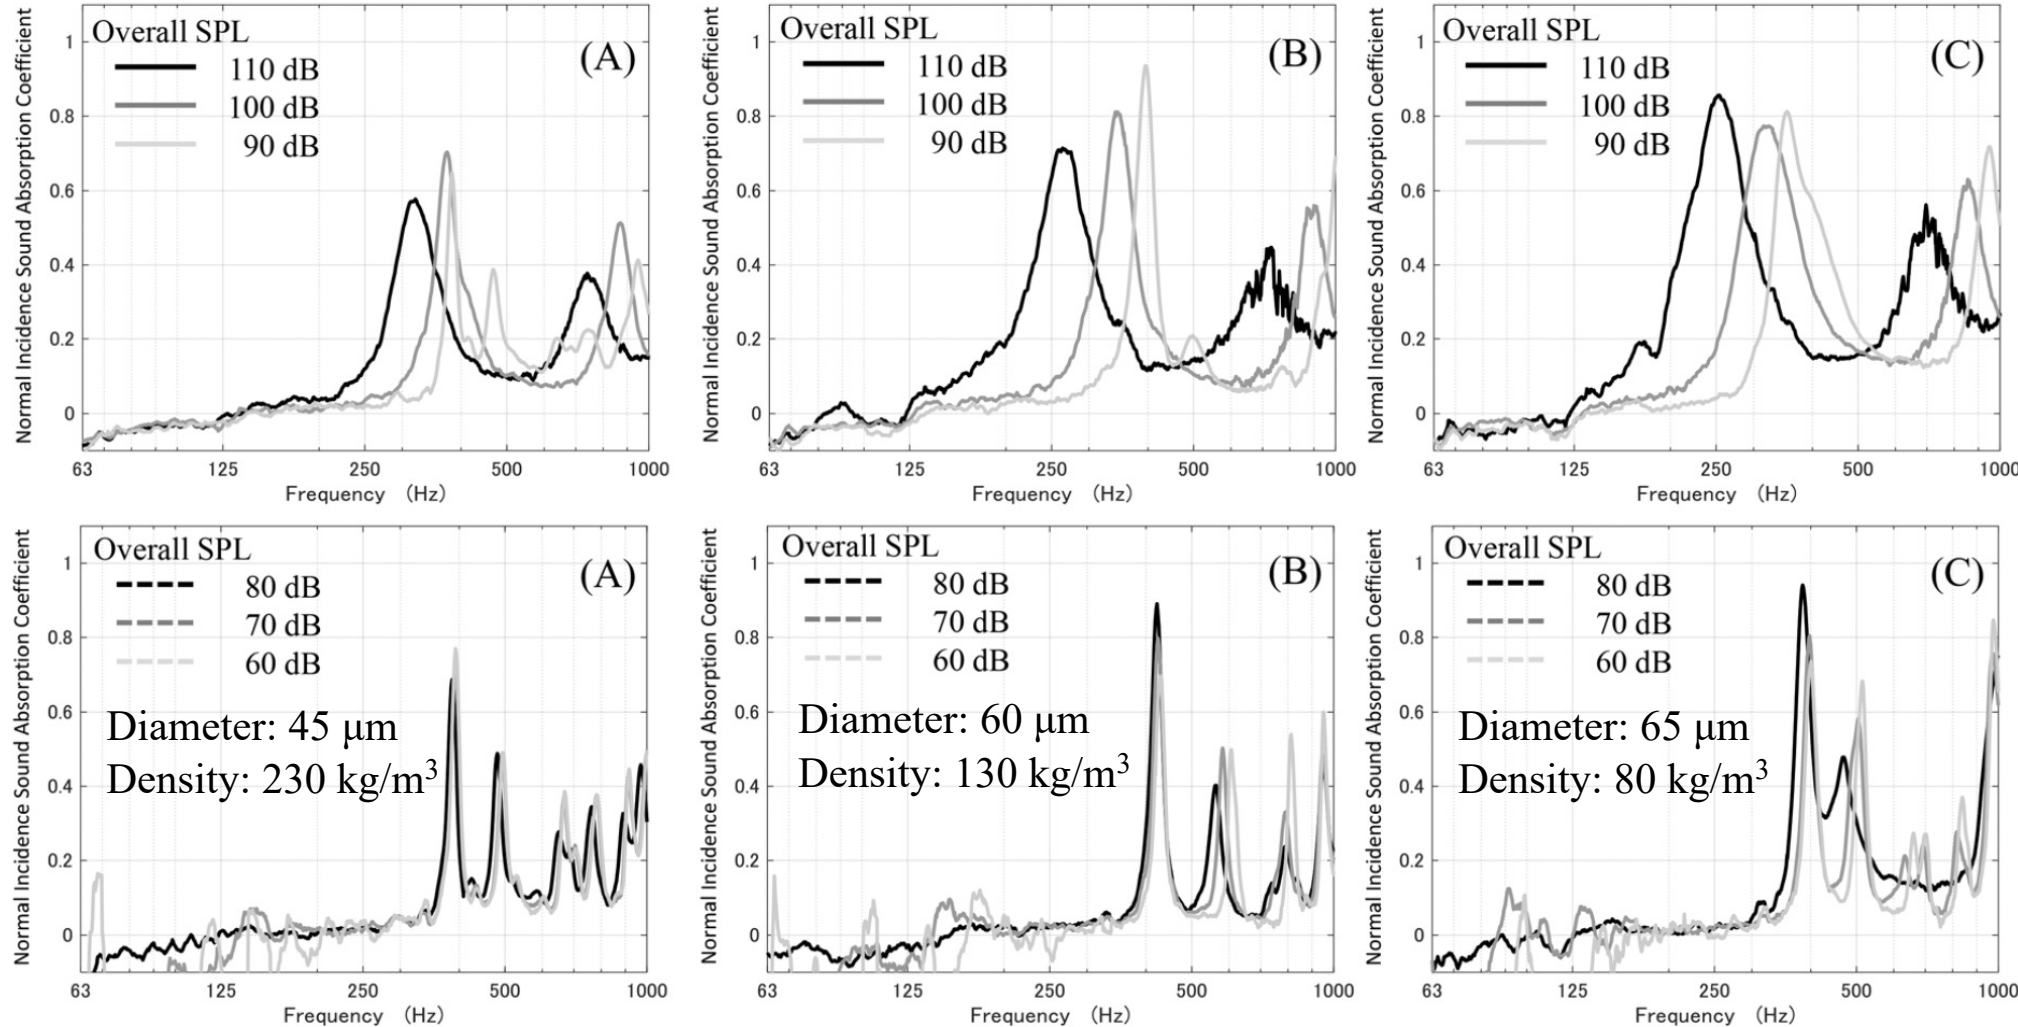 Normal Incidence Sound Absorption Coefficient
Overall SPL
110 dB
100 dB
90 dB
(A)
1
0.8
0.6
0.4
0.2
0
63 125 250 500 1000
Frequency (Hz)
Normal Incidence Sound Absorption Coefficient
Overall SPL
110 dB
100 dB
90 dB
(B)
1
0.8
0.6
0.4
0.2
0
63 125 250 500 1000
Frequency (Hz)
Normal Incidence Sound Absorption Coefficient
Overall SPL
110 dB
100 dB
90 dB
(C)
1
0.8
0.6
0.4
0.2
0
63 125 250 500 1000
Frequency (Hz)
Normal Incidence Sound Absorption Coefficient
Overall SPL
80 dB
70 dB
60 dB
(A)
Diameter: 45 μm
Density: 230 kg/m³
1
0.8
0.6
0.4
0.2
0
63 125 250 500 1000
Frequency (Hz)
Normal Incidence Sound Absorption Coefficient
Overall SPL
80 dB
70 dB
60 dB
(B)
Diameter: 60 μm
Density: 130 kg/m³
1
0.8
0.6
0.4
0.2
0
63 125 250 500 1000
Frequency (Hz)
Normal Incidence Sound Absorption Coefficient
Overall SPL
80 dB
70 dB
60 dB
(C)
Diameter: 65 μm
Density: 80 kg/m³
1
0.8
0.6
0.4
0.2
0
63 125 250 500 1000
Frequency (Hz)